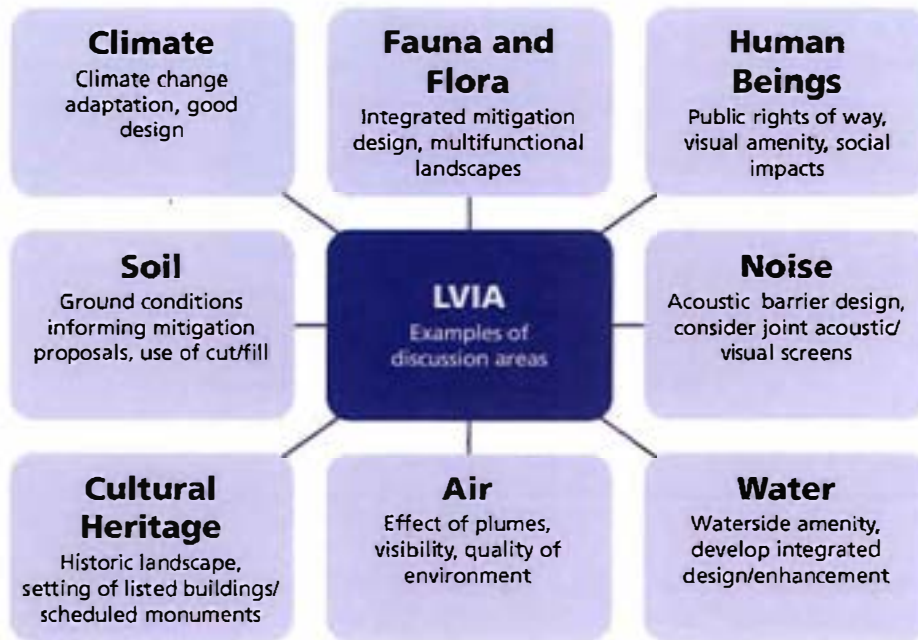 Climate
Climate change
adaptation, good
design
Fauna and
Flora
Integrated mitigation
design, multifunctional
landscapes
Human
Beings
Public rights of way,
visual amenity, social
impacts
Soil
Ground conditions
informing mitigation
proposals, use of cut/fill
LVIA
Examples of
discussion areas
Noise
Acoustic barrier design,
consider joint acoustic/
visual screens
Cultural
Heritage
Historic landscape,
setting of listed buildings/
scheduled monuments
Air
Effect of plumes,
visibility, quality of
environment
Water
Waterside amenity,
develop integrated
design/enhancement